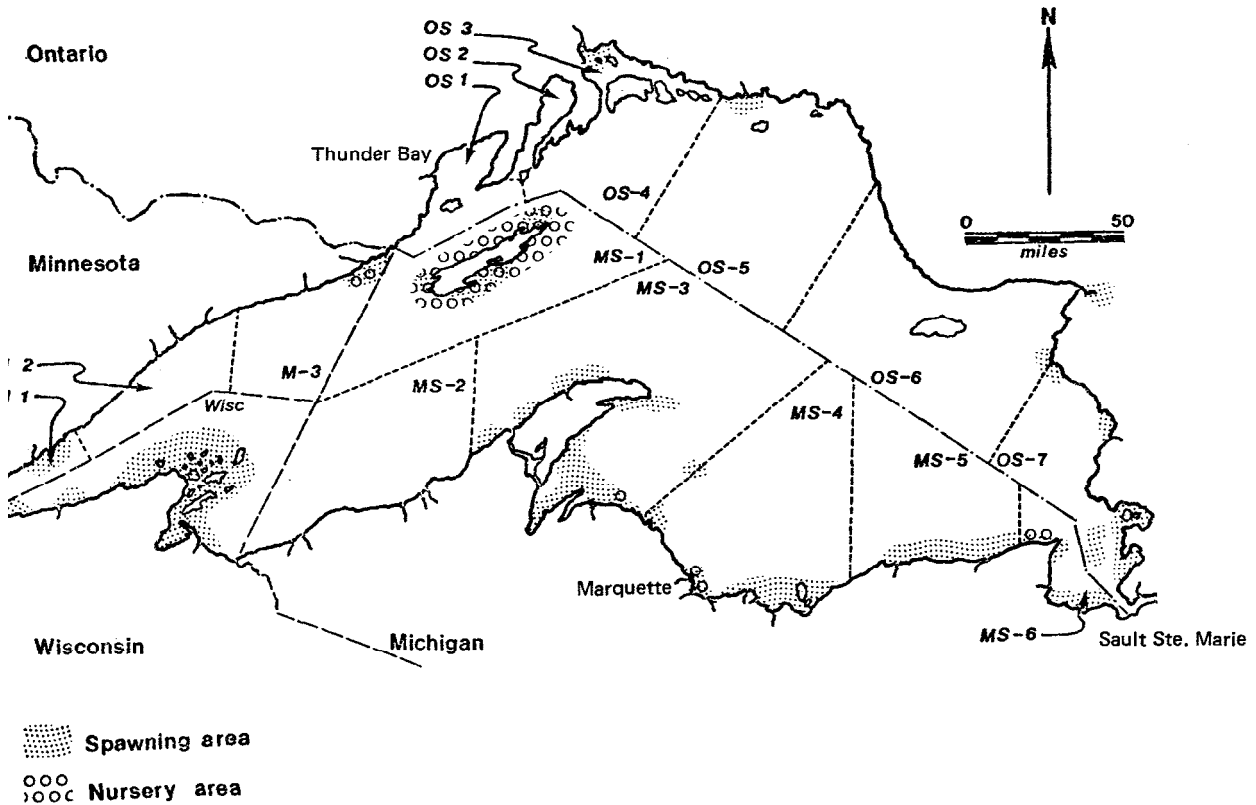 Ontario
OS 3
OS 2
OS 1
N
Thunder Bay
OS-4
0 50
miles
Minnesota
MS-1
OS-5
MS-3
2
M-3
MS-2
OS-6
1
Wisc
MS-4
MS-5
OS-7
Marquette
Wisconsin
Michigan
MS-6
Sault Ste. Marie
Spawning area
Nursery area